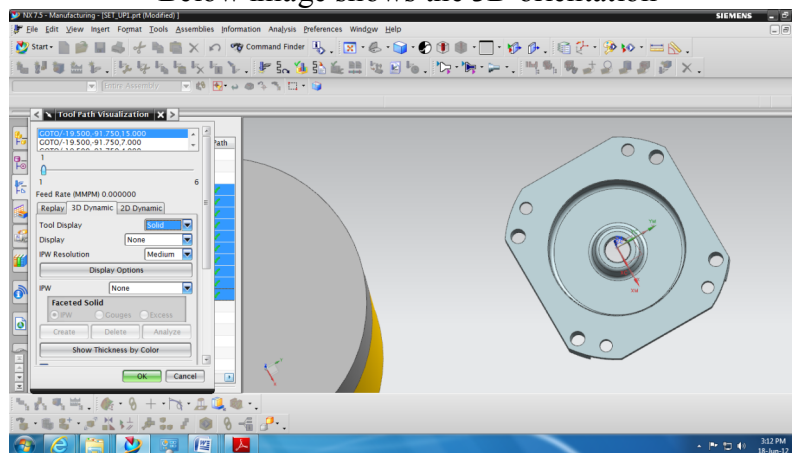 Below image shows the 3D orientation
NX 7.5 - Manufacturing - [SET_UP1.prt (Modified) ]
SIEMENS
File Edit View Insert Format Tools Assemblies Information Analysis Preferences Window Help
Start Command Finder
Entire Assembly
Tool Path Visualization
GOTO/-19.500,-91.750,15.000
GOTO/-19.500,-91.750,7.000
Path
1
1 6
Feed Rate (MMPM) 0.000000
Replay 3D Dynamic 2D Dynamic
Tool Display Solid
Display None
IPW Resolution Medium
Display Options
IPW None
Faceted Solid
IPW Gouges Excess
Create Delete Analyze
Show Thickness by Color
OK Cancel
YM
XM
3:12 PM
18-Jun-12